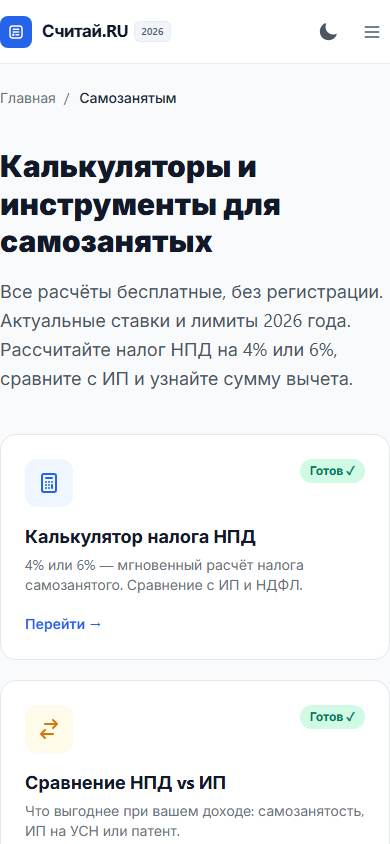 Считай.RU 2026
Главная / Самозанятым
Калькуляторы и
инструменты для
самозанятых
Все расчёты бесплатные, без регистрации.
Актуальные ставки и лимиты 2026 года.
Рассчитайте налог НПД на 4% или 6%,
сравните с ИП и узнайте сумму вычета.
Готов ✓
Калькулятор налога НПД
4% или 6% — мгновенный расчёт налога
самозанятого. Сравнение с ИП и НДФЛ.
Перейти →
Готов ✓
Сравнение НПД vs ИП
Что выгоднее при вашем доходе: самозанятость,
ИП на УСН или патент.